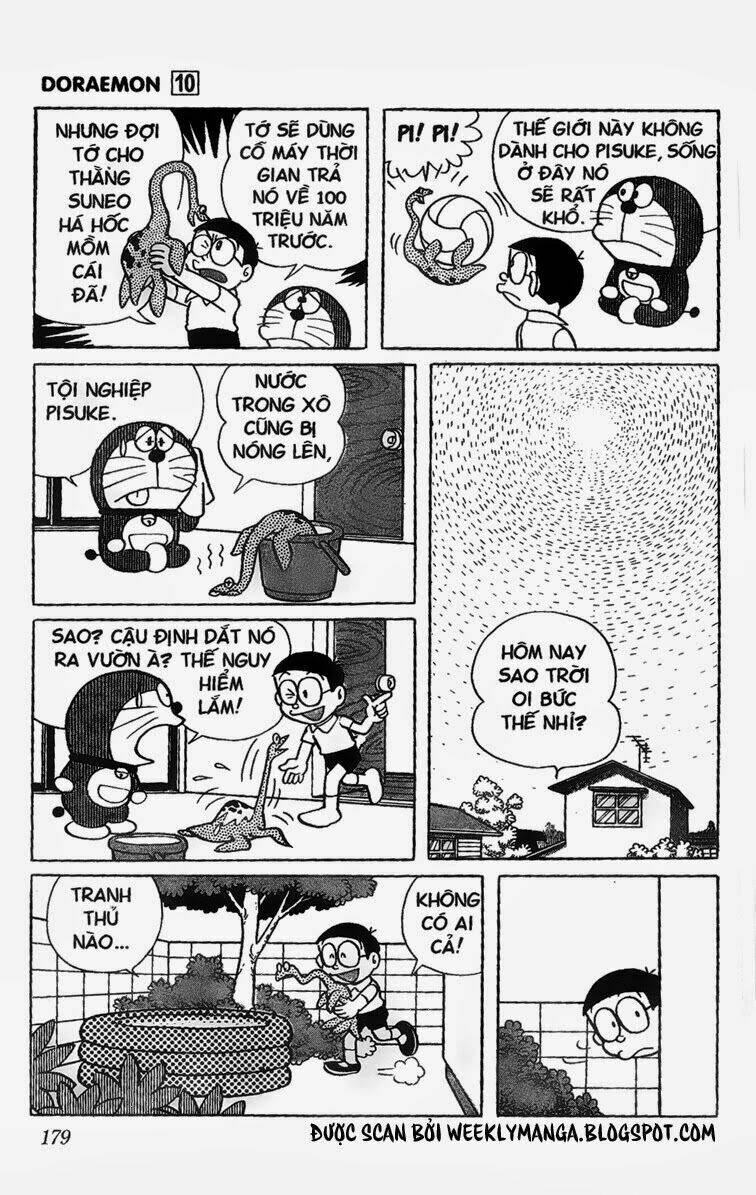 DORAEMON 10
THẾ GIỚI NÀY KHÔNG
DÀNH CHO PISUKE, SỐNG
Ở ĐÂY NÓ
SẼ RẤT
KHỔ.
PI! PI!
TỚ SẼ DÙNG
CỖ MÁY THỜI
GIAN TRẢ
NÓ VỀ 100
TRIỆU NĂM
TRƯỚC.
NHƯNG ĐỢI
TỚ CHO
THẰNG
SUNEO
HÁ HỐC
MỒM
CÁI
ĐÃ!
HÔM NAY
SAO TRỜI
OI BỨC
THẾ NHỈ?
NƯỚC
TRONG XÔ
CŨNG BỊ
NÓNG LÊN,
TỘI NGHIỆP
PISUKE.
SAO? CẬU ĐỊNH DẮT NÓ
RA VƯỜN À? THẾ NGUY
HIỂM
LẮM!
KHÔNG
CÓ AI
CẢ!
TRANH
THỦ
NÀO...
179
ĐƯỢC SCAN BỞI WEEKLYMANGA.BLOGSPOT.COM